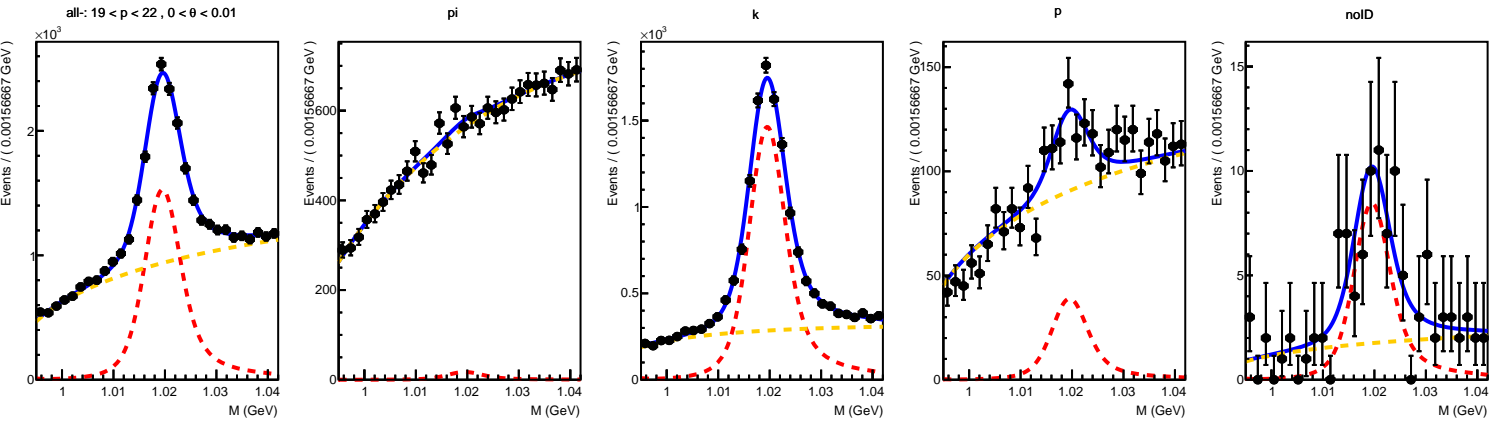 all-: 19 < p < 22 , 0 < θ < 0.01
×10³
Events / ( 0.00156667 GeV )
2
1
0
1 1.01 1.02 1.03 1.04
M (GeV)
pi
Events / ( 0.00156667 GeV )
600
400
200
0
1 1.01 1.02 1.03 1.04
M (GeV)
k
×10³
Events / ( 0.00156667 GeV )
1.5
1
0.5
0
1 1.01 1.02 1.03 1.04
M (GeV)
p
Events / ( 0.00156667 GeV )
150
100
50
0
1 1.01 1.02 1.03 1.04
M (GeV)
noID
Events / ( 0.00156667 GeV )
15
10
5
0
1 1.01 1.02 1.03 1.04
M (GeV)